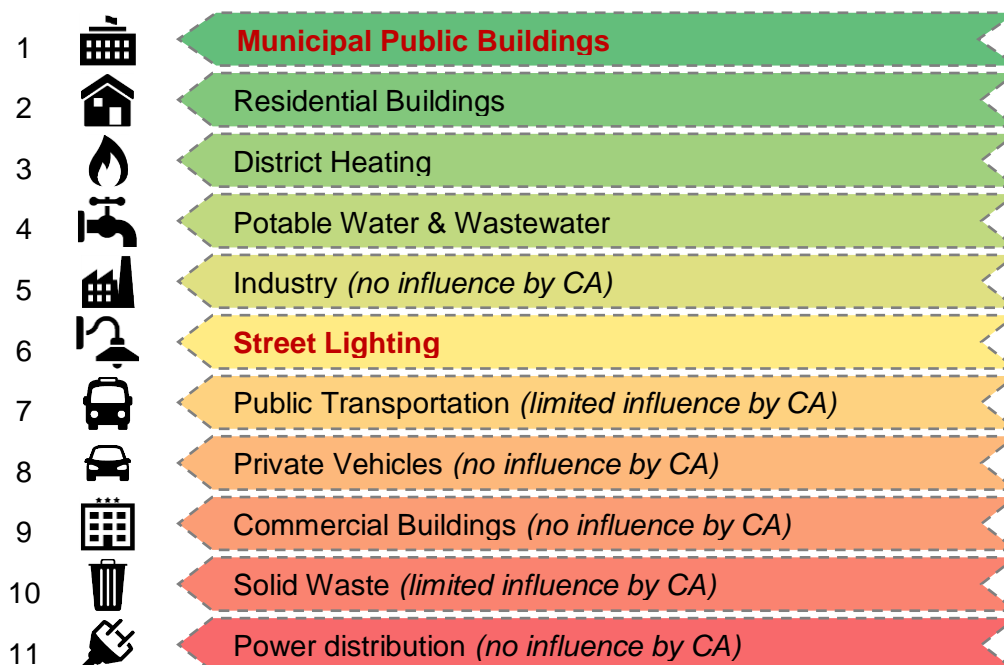 1 Municipal Public Buildings
2 Residential Buildings
3 District Heating
4 Potable Water & Wastewater
5 Industry (no influence by CA)
6 Street Lighting
7 Public Transportation (limited influence by CA)
8 Private Vehicles (no influence by CA)
9 Commercial Buildings (no influence by CA)
10 Solid Waste (limited influence by CA)
11 Power distribution (no influence by CA)